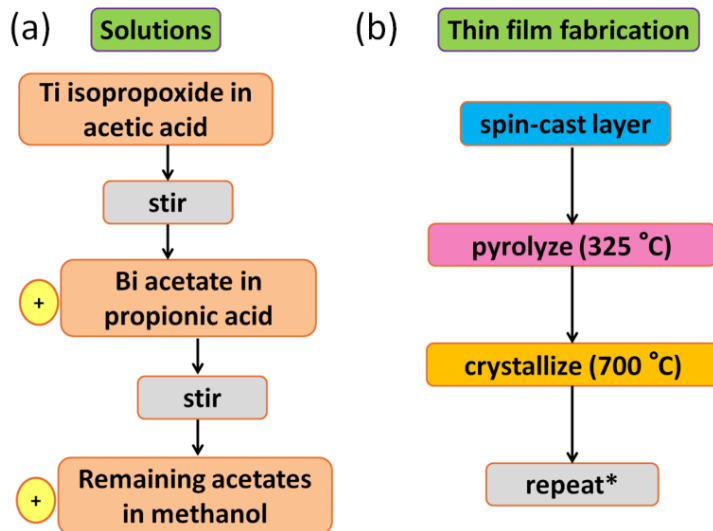 (a)
Solutions
Ti isopropoxide in
acetic acid
stir
+
Bi acetate in
propionic acid
stir
+
Remaining acetates
in methanol
(b)
Thin film fabrication
spin-cast layer
pyrolyze (325 °C)
crystallize (700 °C)
repeat*